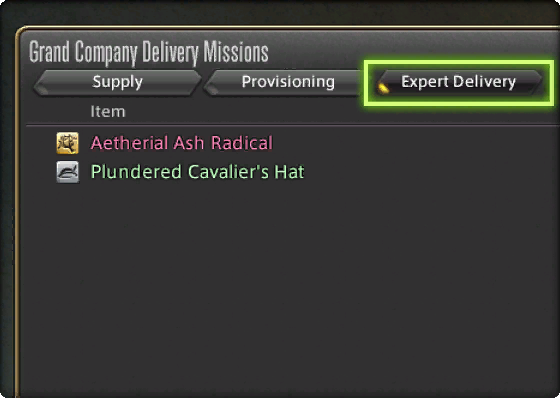 Grand Company Delivery Missions
Supply Provisioning Expert Delivery
Item
Aetherial Ash Radical
Plundered Cavalier's Hat